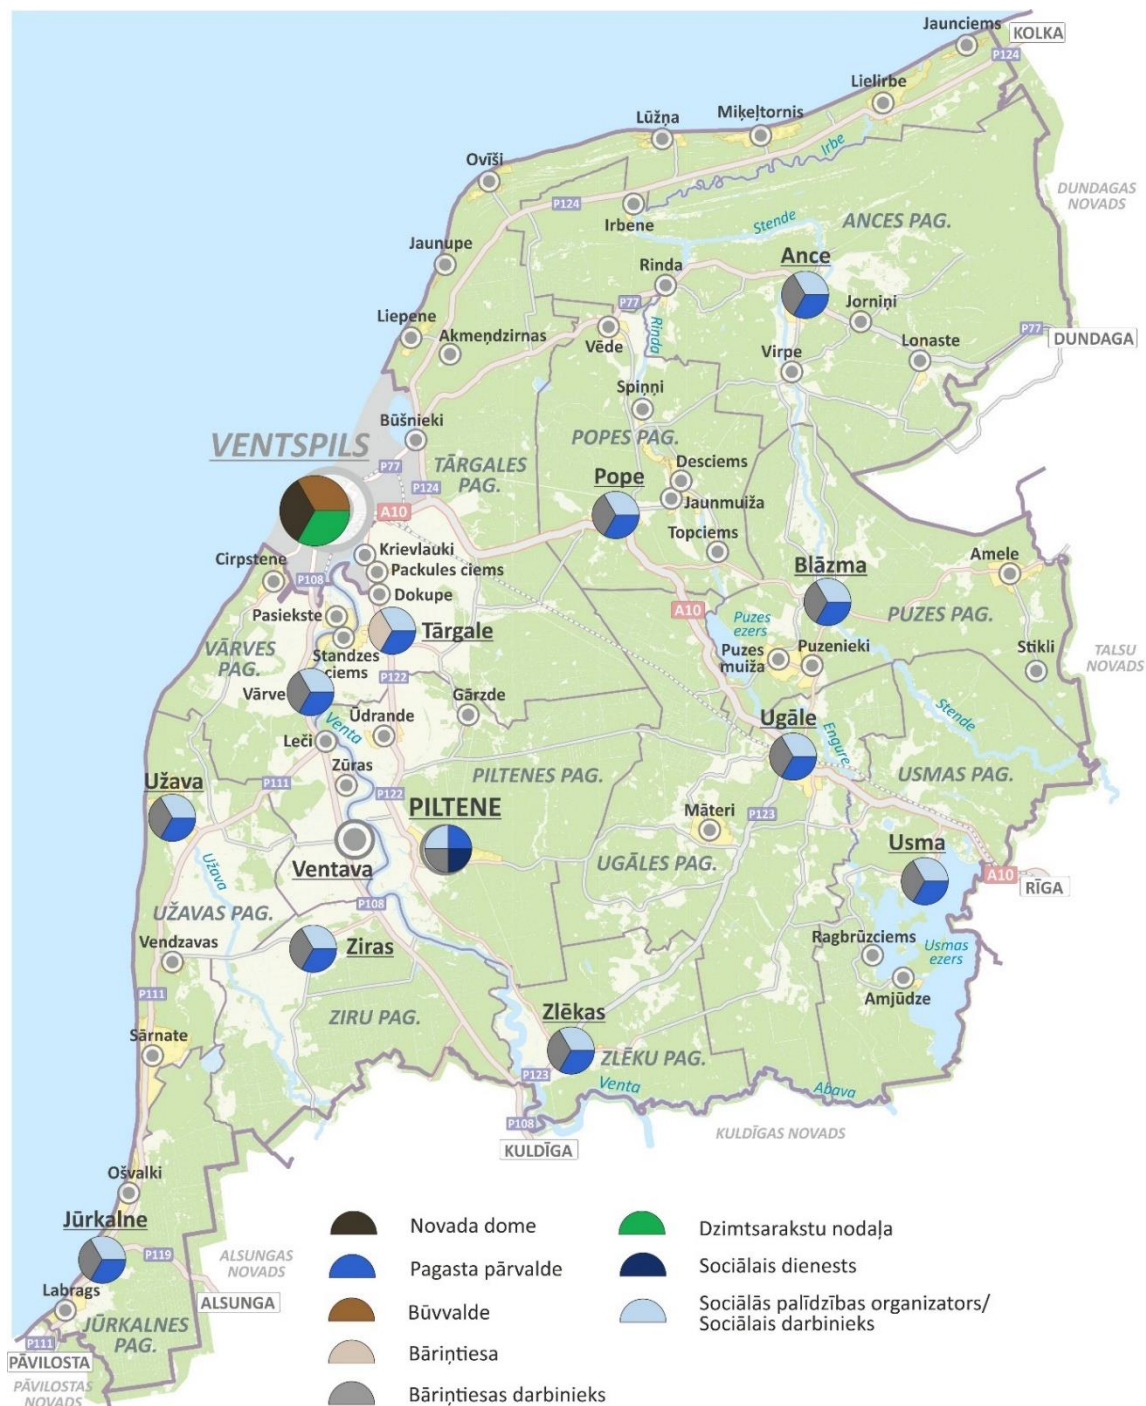 Jaunciems
KOLKA
P124
Lielirbe
Miķeļtornis
Lūžņa
Irbe
Ovīši
DUNDAGAS
NOVADS
P124
Irbene
Stende
ANCES PAG.
Jaunupe
Rinda
Ance
P77
Jorniņi
Liepene
Akmeņdzirnas
Vēde
Rinda
P77
DUNDAGA
Lonaste
Virpe
Spiņņi
Būšnieki
POPES PAG.
VENTSPILS
P77
TĀRGALES
PAG.
Desciems
P124
Pope
Jaunmuiža
A10
Topciems
Krievlauki
Amele
Cirpstene
Packules ciems
Blāzma
P108
Dokupe
A10
PUZES PAG.
Pasiekste
Puzes
ezers
Tārgale
VĀRVES
PAG.
Standzes
ciems
Puzes
muiža
Puzenieki
Stikli
TALSU
NOVADS
P122
Vārve
Gārzde
Stende
Venta
Ūdrande
Ugāle
Engure
Leči
Užava
P111
Zūras
PILTENES PAG.
USMAS PAG.
P122
PILTENE
P123
Māteri
Usma
Ventava
Užava
UGĀLES PAG.
A10
RĪGA
UŽAVAS PAG.
P108
Vendzavas
Ziras
Ragbrūzciems
Usmas
ezers
Amjūdze
P111
ZIRU PAG.
Zlēkas
Sārnate
ZLĒKU PAG.
P123
Venta
Abava
P108
KULDĪGAS NOVADS
KULDĪGA
Ošvalki
Jūrkalne
P119
ALSUNGAS
NOVADS
Labrags
ALSUNGA
JŪRKALNES
PAG.
P111
PĀVILOSTA
PĀVILOSTAS
NOVADS
Novada dome
Pagasta pārvalde
Būvvalde
Bāriņtiesa
Bāriņtiesas darbinieks
Dzimtsarakstu nodaļa
Sociālais dienests
Sociālās palīdzības organizators/
Sociālais darbinieks